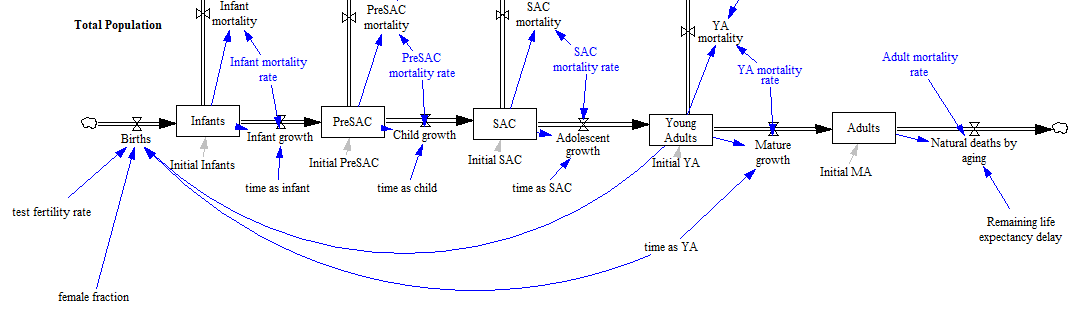 Total Population
Infant
mortality
PreSAC
mortality
SAC
mortality
YA
mortality
Infant mortality
rate
PreSAC
mortality rate
SAC
mortality rate
YA mortality
rate
Adult mortality
rate
Births
Infants
Infant growth
PreSAC
Child growth
SAC
Adolescent
growth
Young
Adults
Mature
growth
Adults
Natural deaths by
aging
Initial Infants
Initial PreSAC
Initial SAC
Initial YA
Initial MA
time as infant
time as child
time as SAC
test fertility rate
time as YA
Remaining life
expectancy delay
female fraction